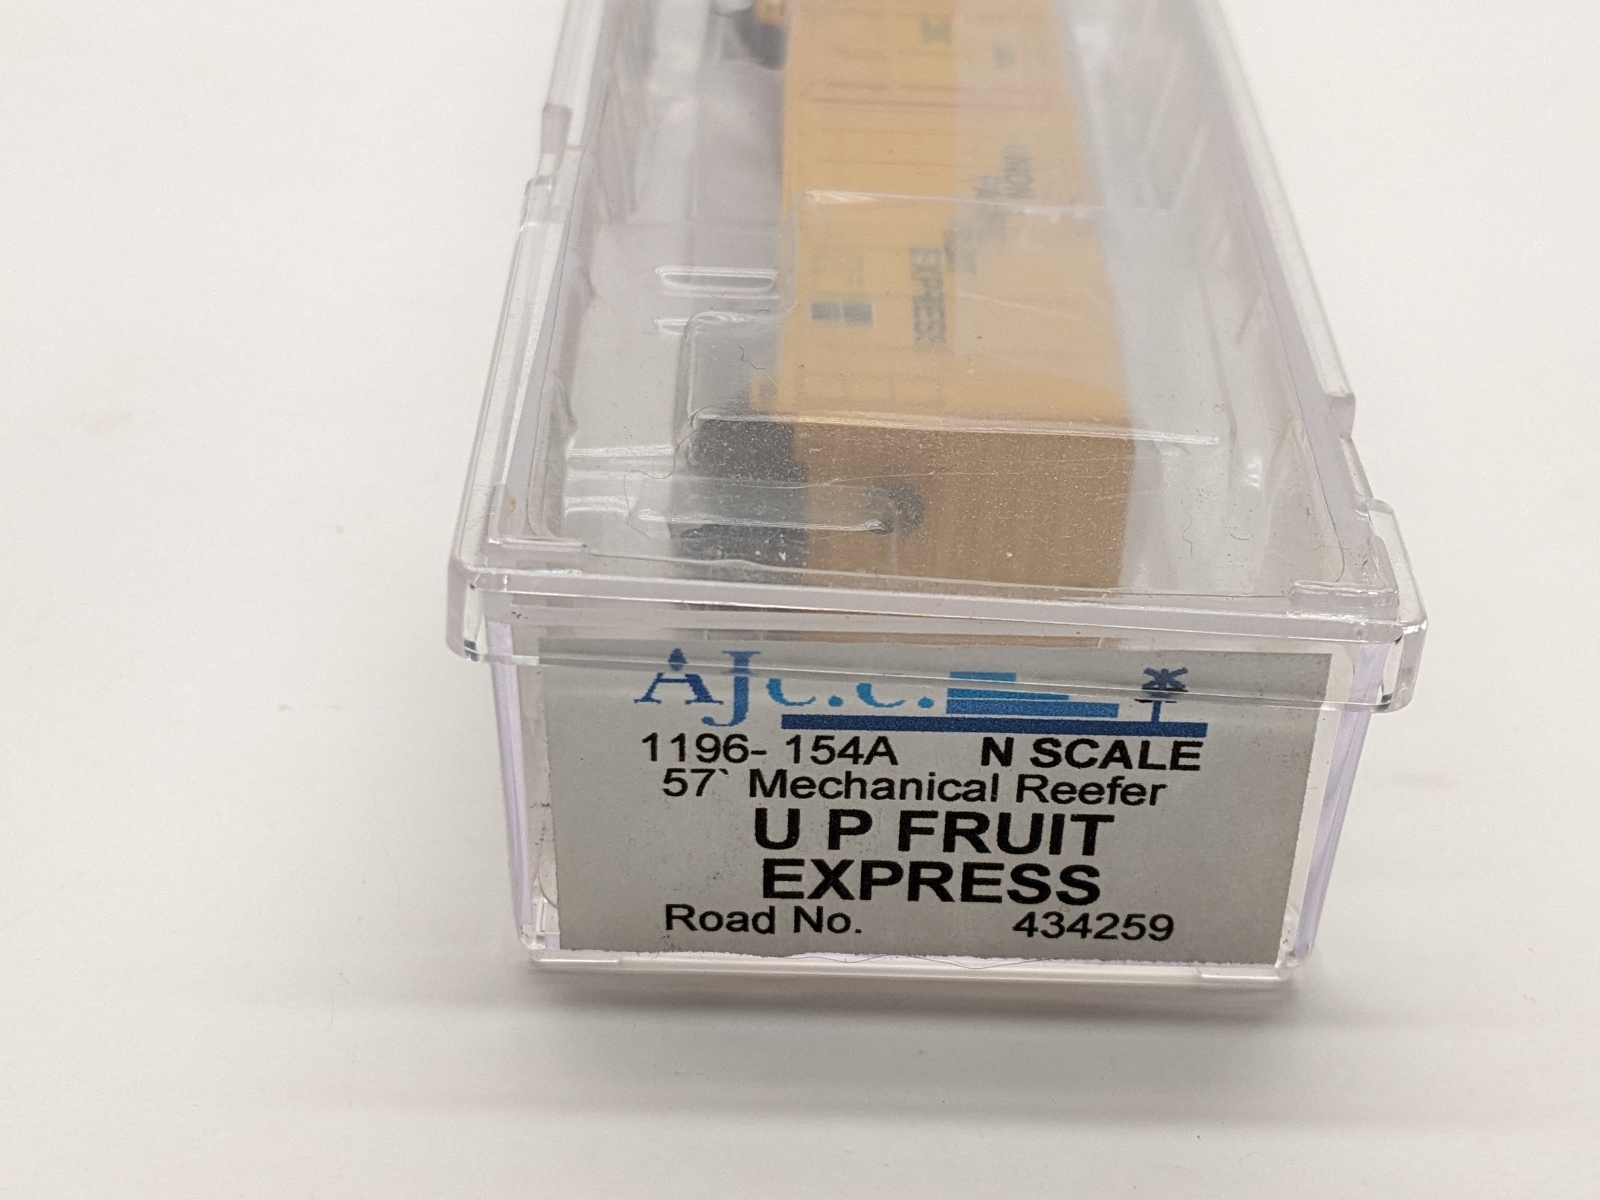 EXPRESS
AJc.c.
1196- 154A N SCALE
57` Mechanical Reefer
U P FRUIT
EXPRESS
Road No. 434259